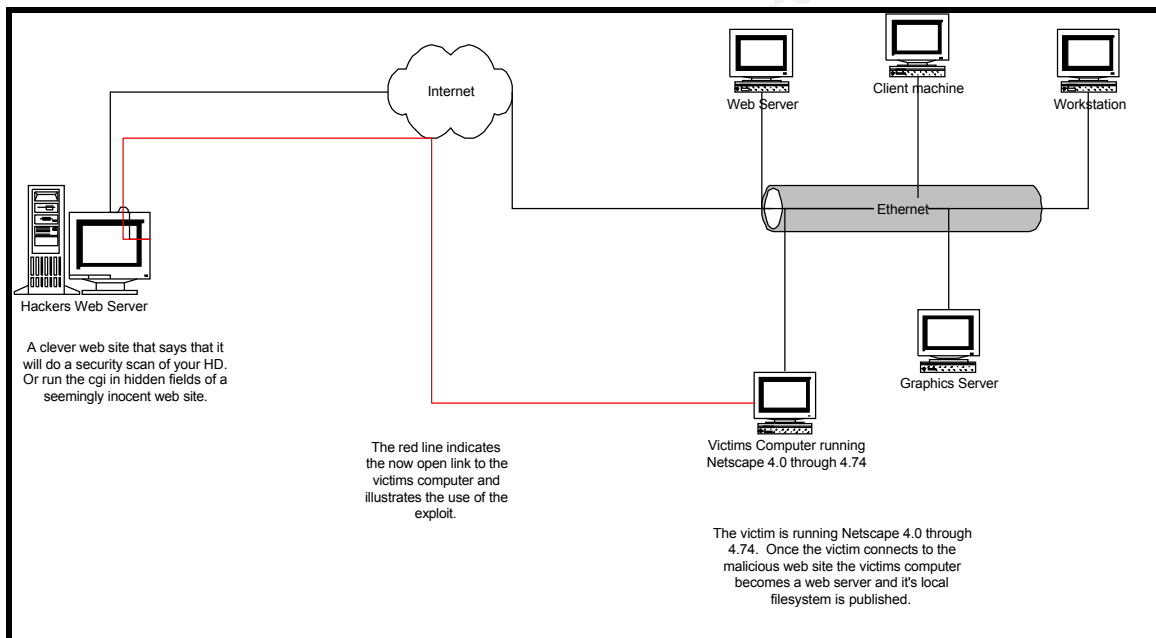 Internet
Web Server
Client machine
Workstation
Ethernet
Hackers Web Server
A clever web site that says that it
will do a security scan of your HD.
Or run the cgi in hidden fields of a
seemingly inocent web site.
Graphics Server
The red line indicates
the now open link to the
victims computer and
illustrates the use of the
exploit.
Victims Computer running
Netscape 4.0 through 4.74
The victim is running Netscape 4.0 through
4.74. Once the victim connects to the
malicious web site the victims computer
becomes a web server and it's local
filesystem is published.